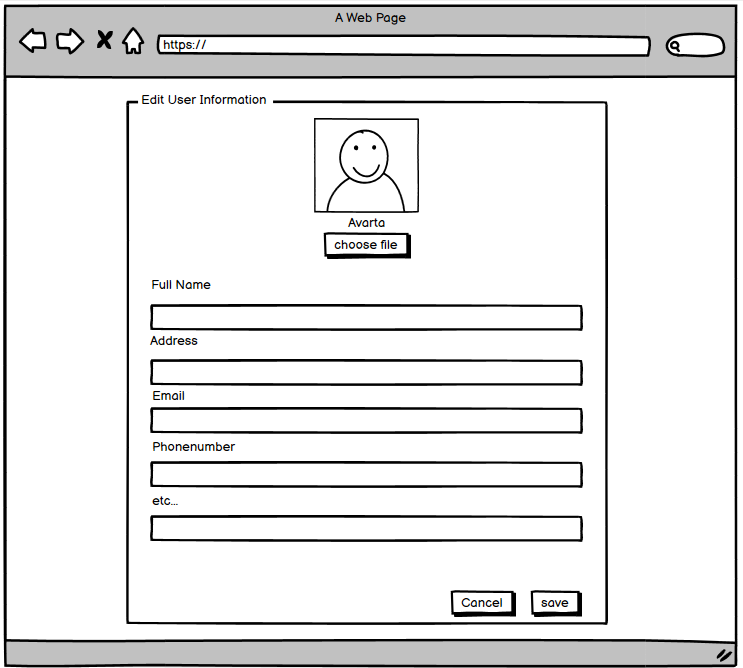 A Web Page
https://
Edit User Information
Avarta
choose file
Full Name
Address
Email
Phonenumber
etc...
Cancel save